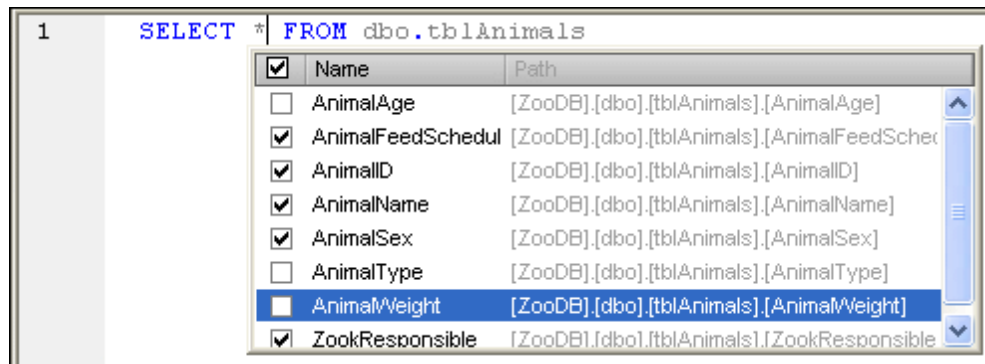 1 SELECT * FROM dbo.tblAnimals
Name Path
AnimalAge [ZooDB].[dbo].[tblAnimals].[AnimalAge]
AnimalFeedSchedul [ZooDB].[dbo].[tblAnimals].[AnimalFeedSched
AnimalID [ZooDB].[dbo].[tblAnimals].[AnimalID]
AnimalName [ZooDB].[dbo].[tblAnimals].[AnimalName]
AnimalSex [ZooDB].[dbo].[tblAnimals].[AnimalSex]
AnimalType [ZooDB].[dbo].[tblAnimals].[AnimalType]
AnimalWeight [ZooDB].[dbo].[tblAnimals].[AnimalWeight]
ZookResponsible [ZooDB].[dbo].[tblAnimals].[ZookResponsible